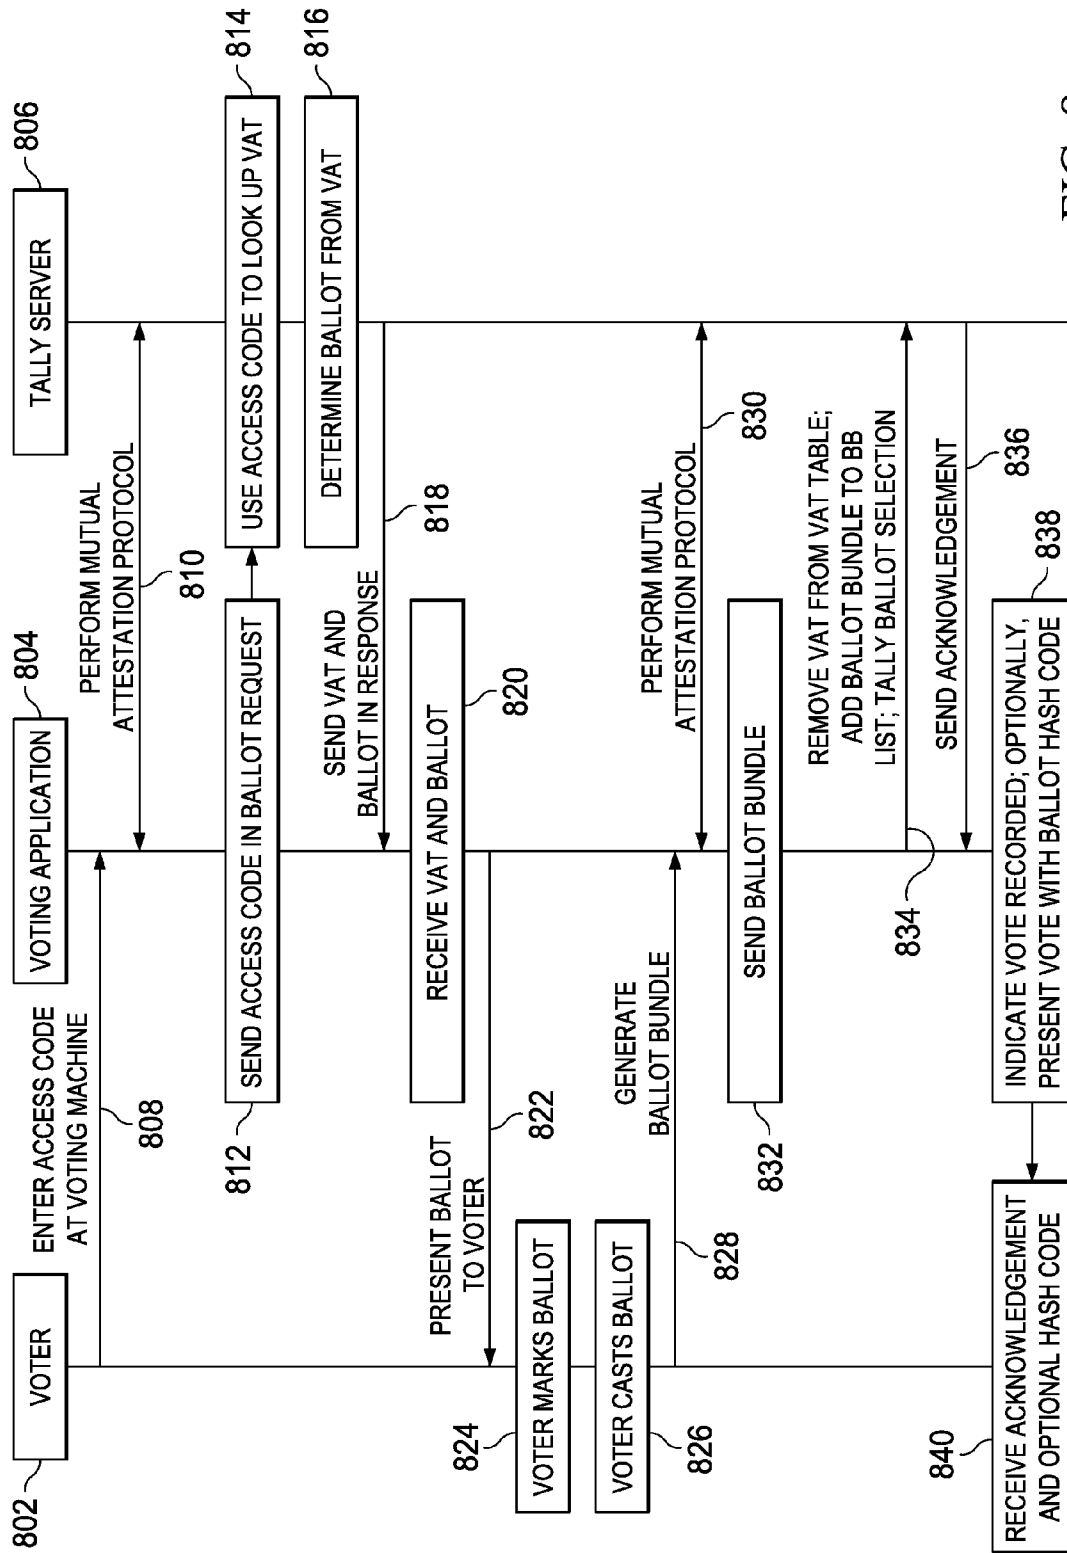 802
VOTER
VOTING APPLICATION
804
TALLY SERVER
806
ENTER ACCESS CODE
AT VOTING MACHINE
808
PERFORM MUTUAL
ATTESTATION PROTOCOL
810
812
SEND ACCESS CODE IN BALLOT REQUEST
USE ACCESS CODE TO LOOK UP VAT
814
DETERMINE BALLOT FROM VAT
816
SEND VAT AND
BALLOT IN RESPONSE
818
RECEIVE VAT AND BALLOT
820
PRESENT BALLOT
TO VOTER
822
824
VOTER MARKS BALLOT
826
VOTER CASTS BALLOT
GENERATE
BALLOT BUNDLE
828
PERFORM MUTUAL
ATTESTATION PROTOCOL
830
832
SEND BALLOT BUNDLE
REMOVE VAT FROM VAT TABLE;
ADD BALLOT BUNDLE TO BB
LIST; TALLY BALLOT SELECTION
834
SEND ACKNOWLEDGEMENT
836
INDICATE VOTE RECORDED; OPTIONALLY,
PRESENT VOTE WITH BALLOT HASH CODE
838
840
RECEIVE ACKNOWLEDGEMENT
AND OPTIONAL HASH CODE